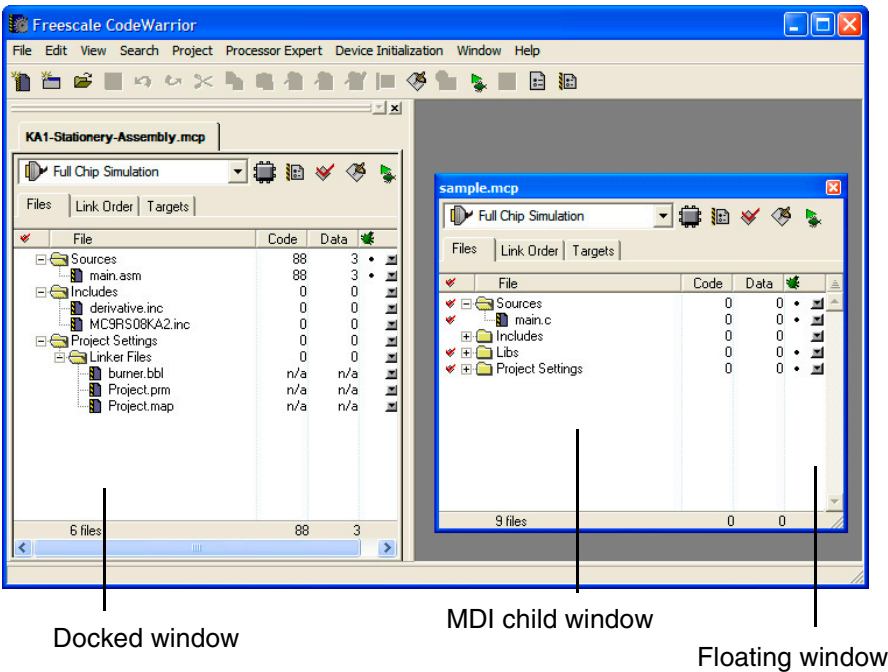 Freescale CodeWarrior
File Edit View Search Project Processor Expert Device Initialization Window Help
KA1-Stationery-Assembly.mcp
Full Chip Simulation
Files Link Order Targets
File Code Data
Sources 88 3
main.asm 88 3
Includes 0 0
derivative.inc 0 0
MC9RS08KA2.inc 0 0
Project Settings 0 0
Linker Files 0 0
burner.bbl n/a n/a
Project.prm n/a n/a
Project.map n/a n/a
6 files 88 3
sample.mcp
Full Chip Simulation
Files Link Order Targets
File Code Data
Sources 0 0
main.c 0 0
Includes 0 0
Libs 0 0
Project Settings 0 0
9 files 0 0
Docked window
MDI child window
Floating window